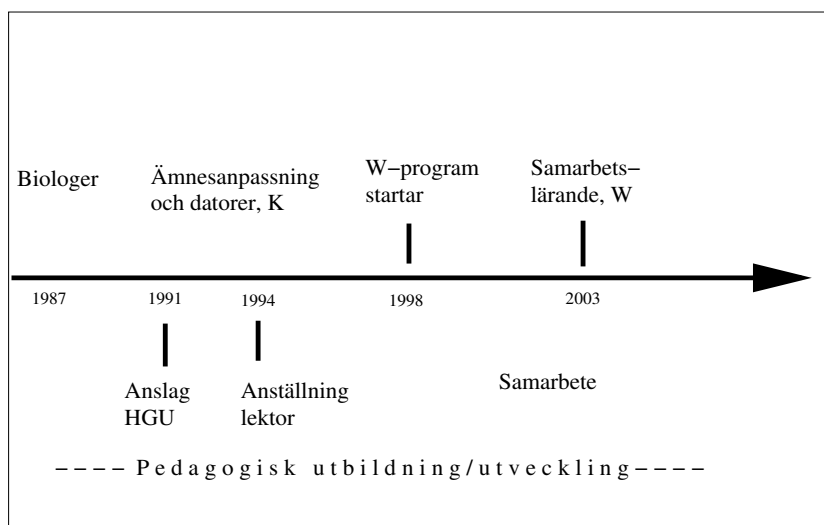 Biologer
Ämnesanpassning
och datorer, K
W−program
startar
Samarbets−
lärande, W
1987
1991
1994
1998
2003
Anslag
HGU
Anställning
lektor
Samarbete
−−−− Pedagogisk utbildning/utveckling−−−−